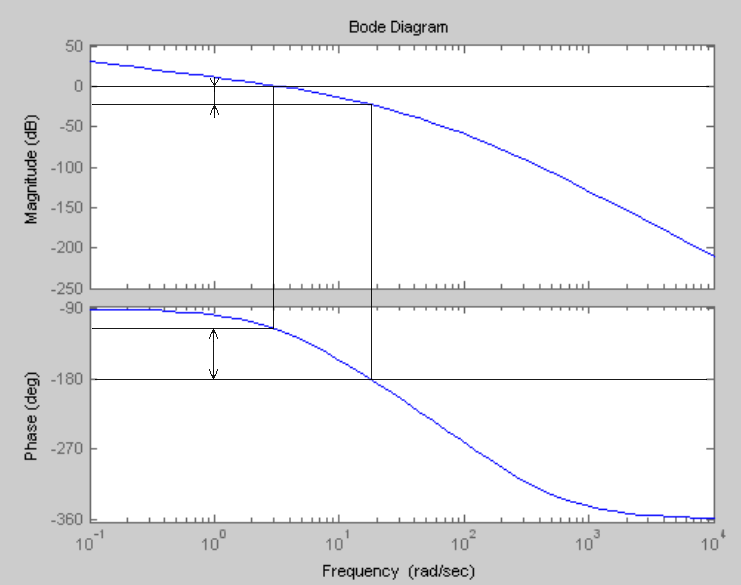 Bode Diagram
50
0
-50
-100
-150
-200
-250
Magnitude (dB)
-90
-180
-270
-360
Phase (deg)
10^-1 10^0 10^1 10^2 10^3 10^4
Frequency (rad/sec)